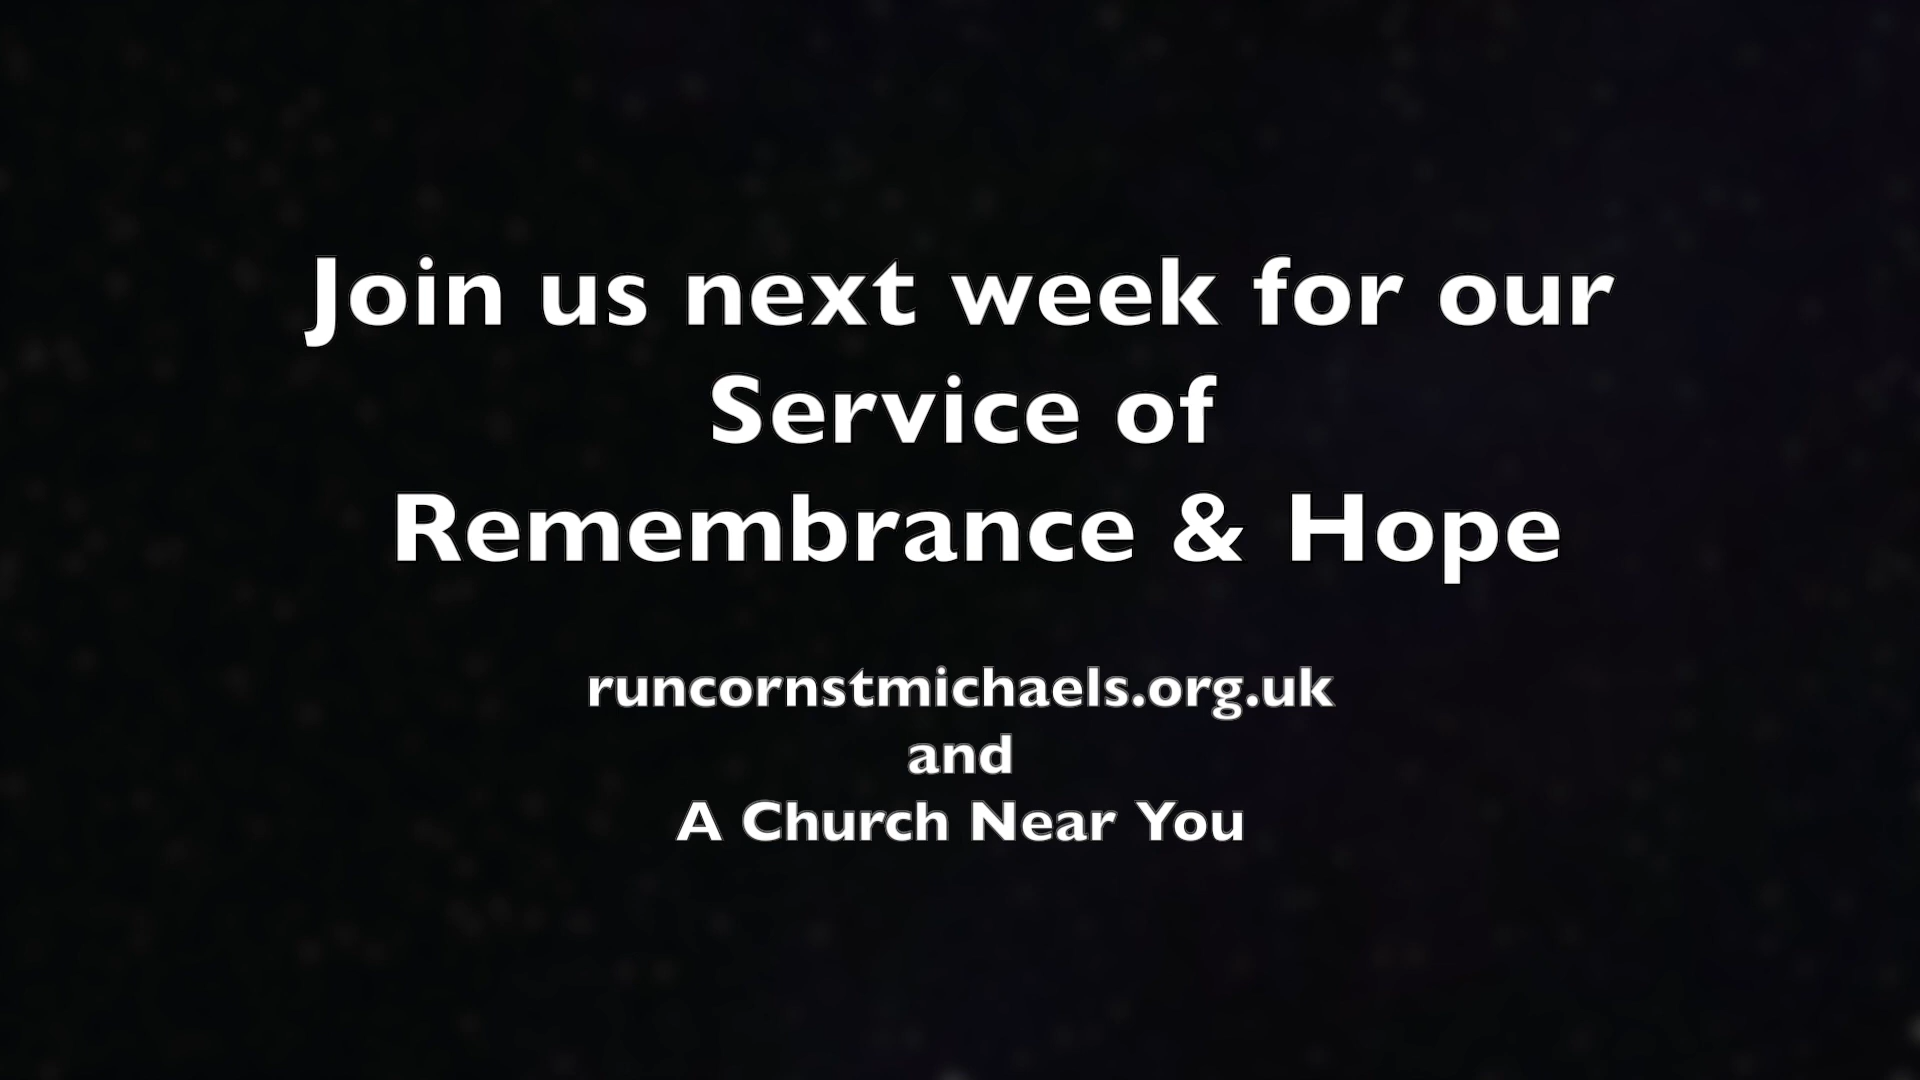 Join us next week for our
Service of
Remembrance & Hope
runcornstmichaels.org.uk
and
A Church Near You